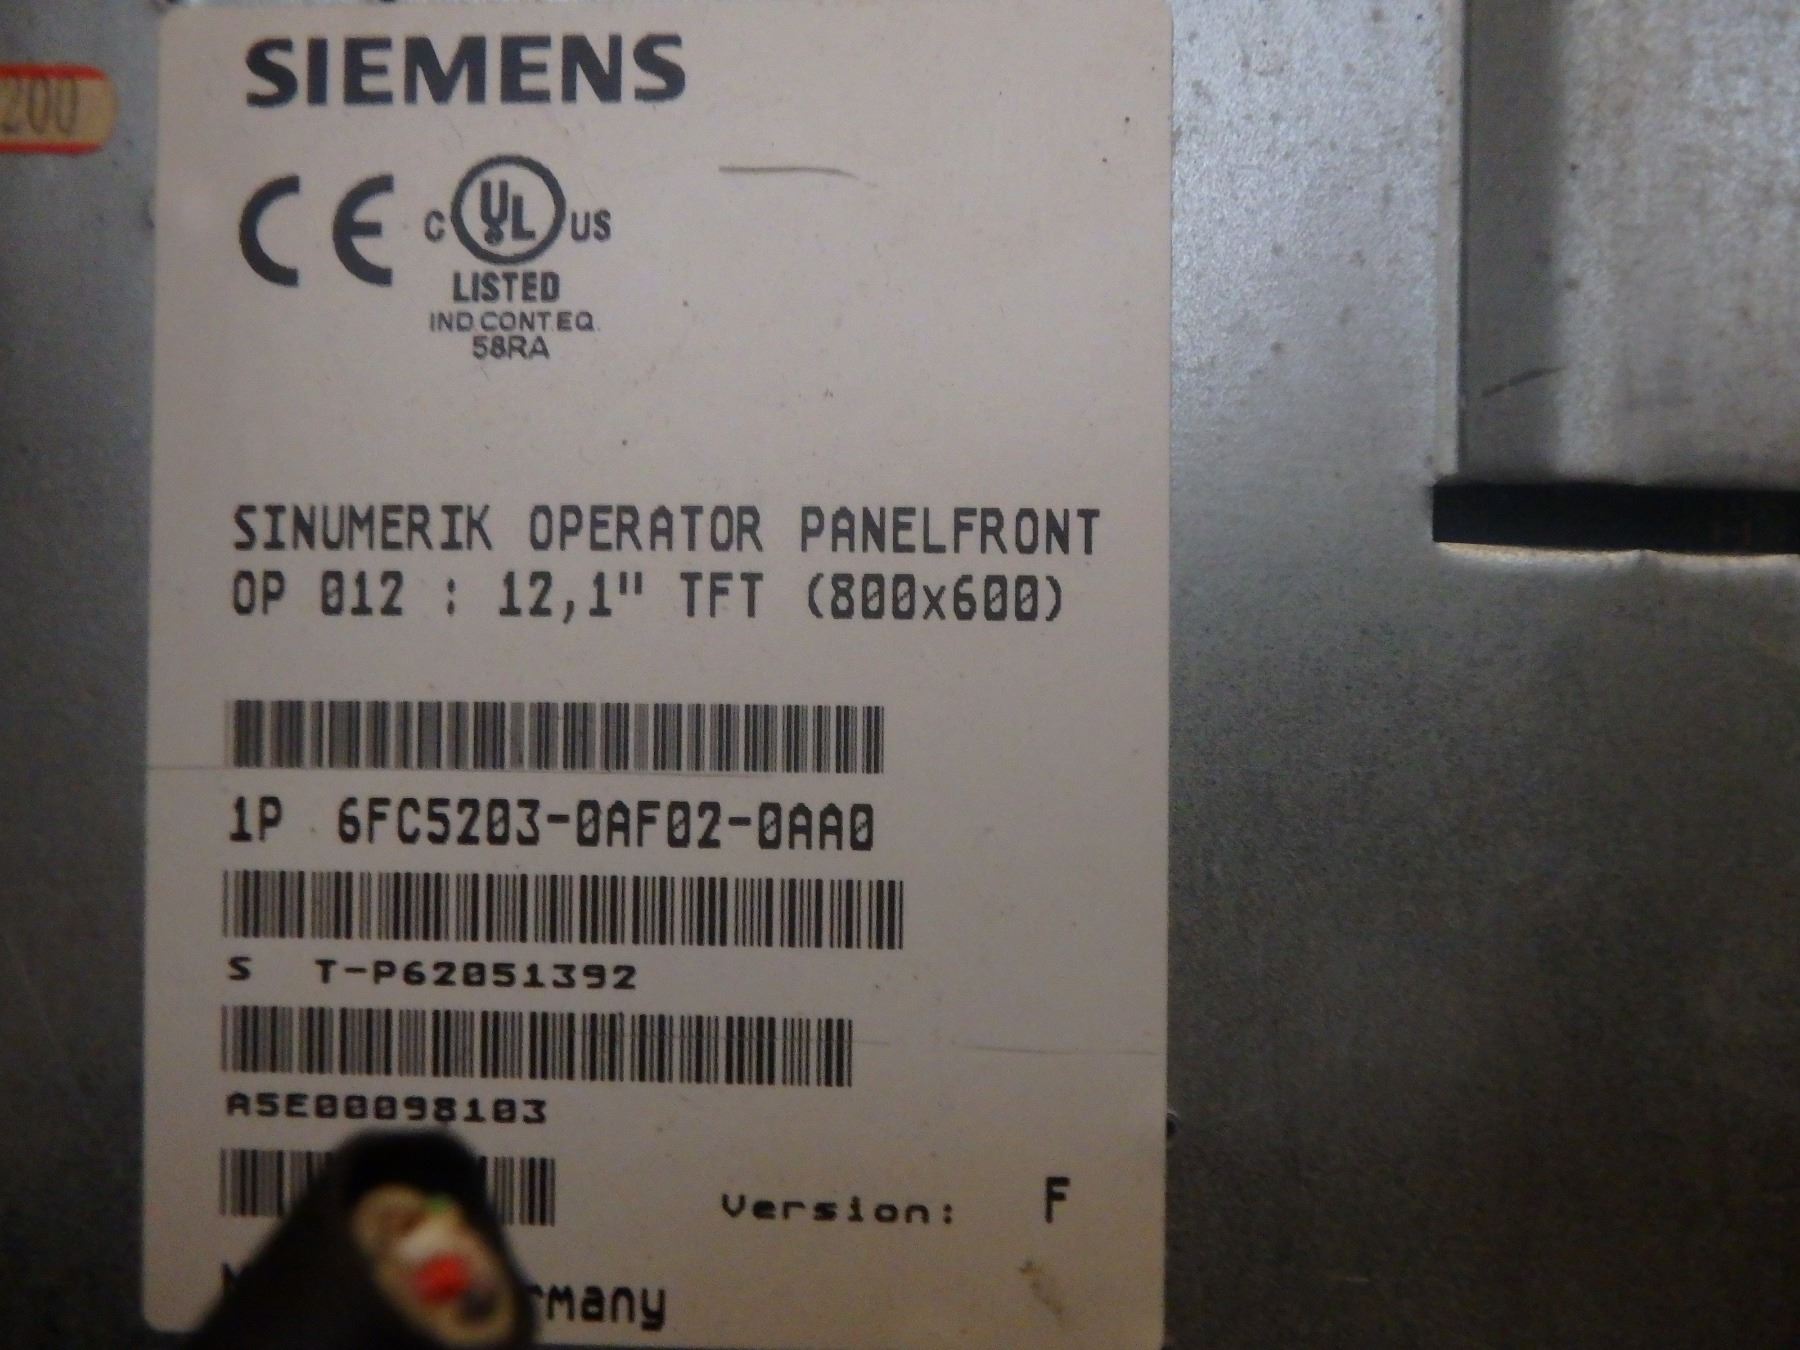 SIEMENS
200
CE
C UL US
LISTED
IND.CONT.EQ.
58RA
SINUMERIK OPERATOR PANELFRONT
OP 012 : 12,1" TFT (800x600)
1P 6FC5203-0AF02-0AA0
S T-P62051392
A5E00098103
Version: F